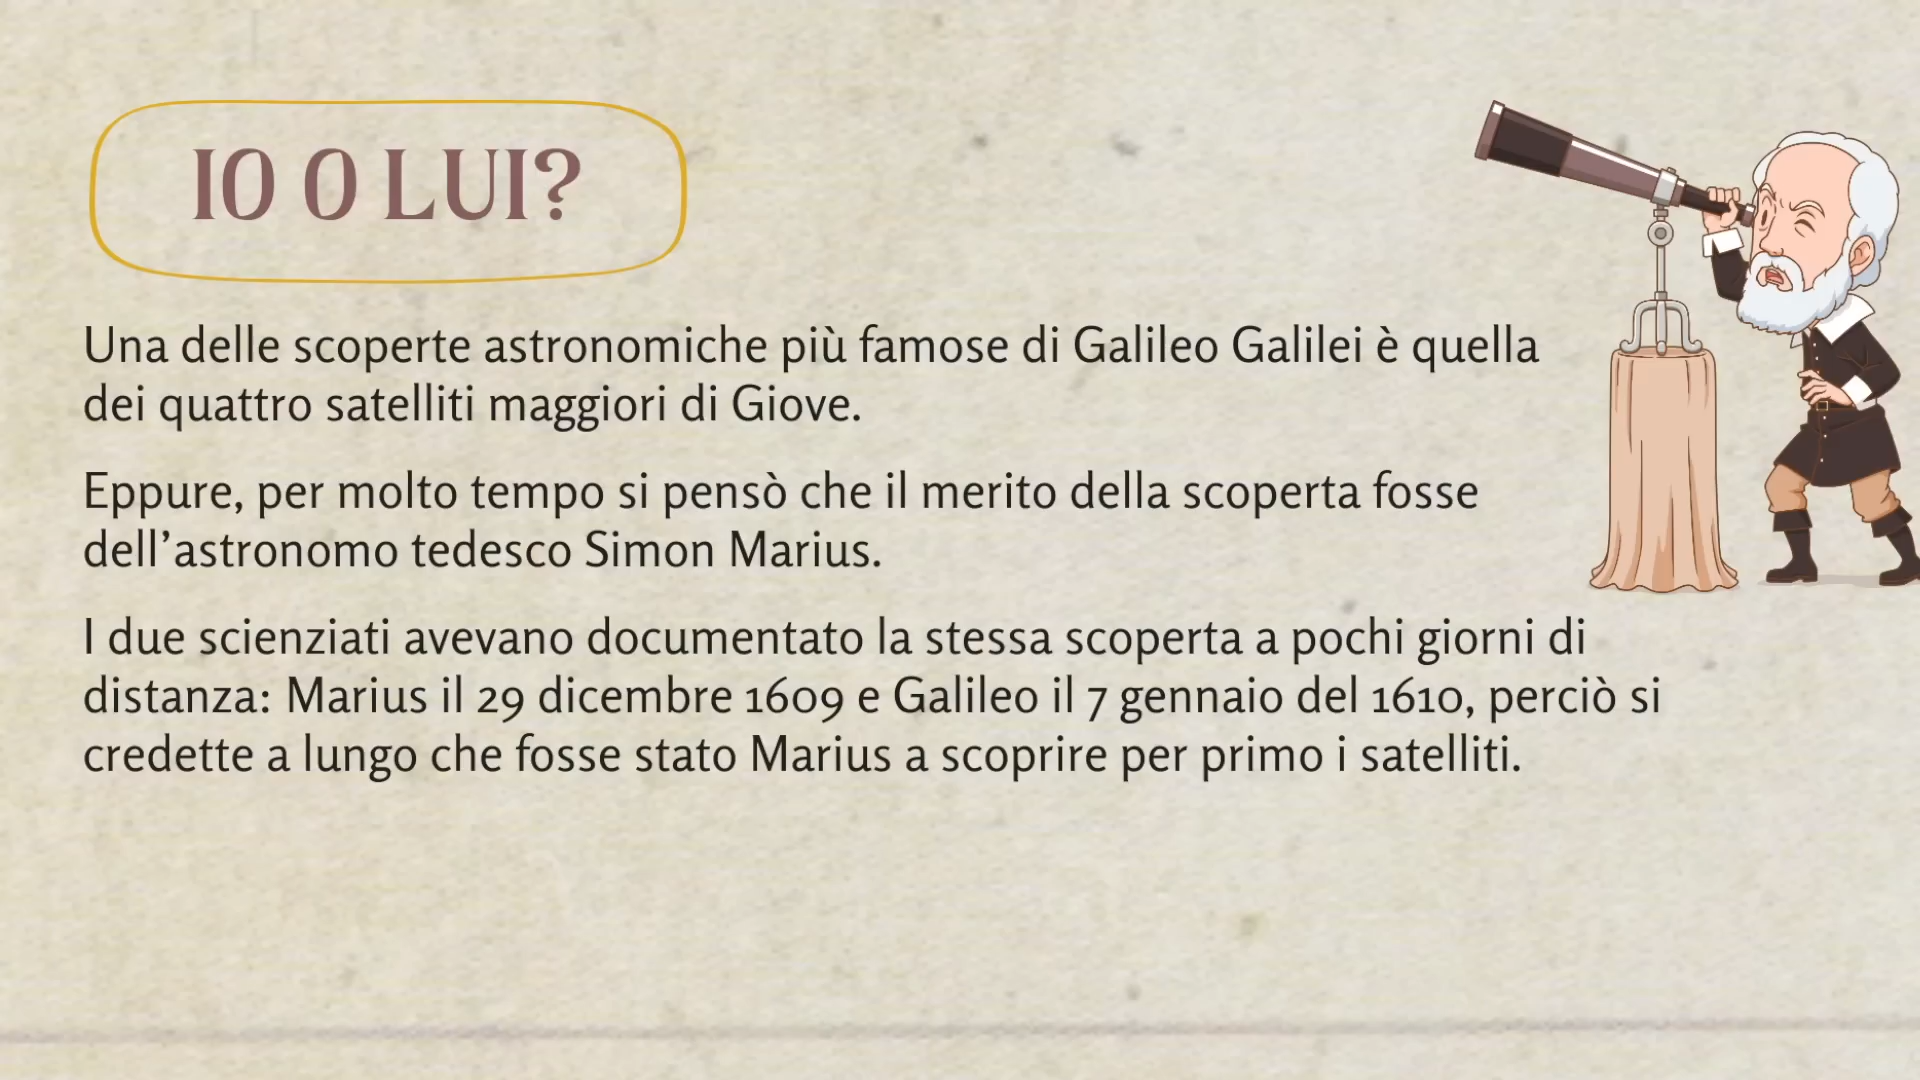 IO O LUI?
Una delle scoperte astronomiche più famose di Galileo Galilei è quella
dei quattro satelliti maggiori di Giove.
Eppure, per molto tempo si pensò che il merito della scoperta fosse
dell’astronomo tedesco Simon Marius.
I due scienziati avevano documentato la stessa scoperta a pochi giorni di
distanza: Marius il 29 dicembre 1609 e Galileo il 7 gennaio del 1610, perciò si
credette a lungo che fosse stato Marius a scoprire per primo i satelliti.